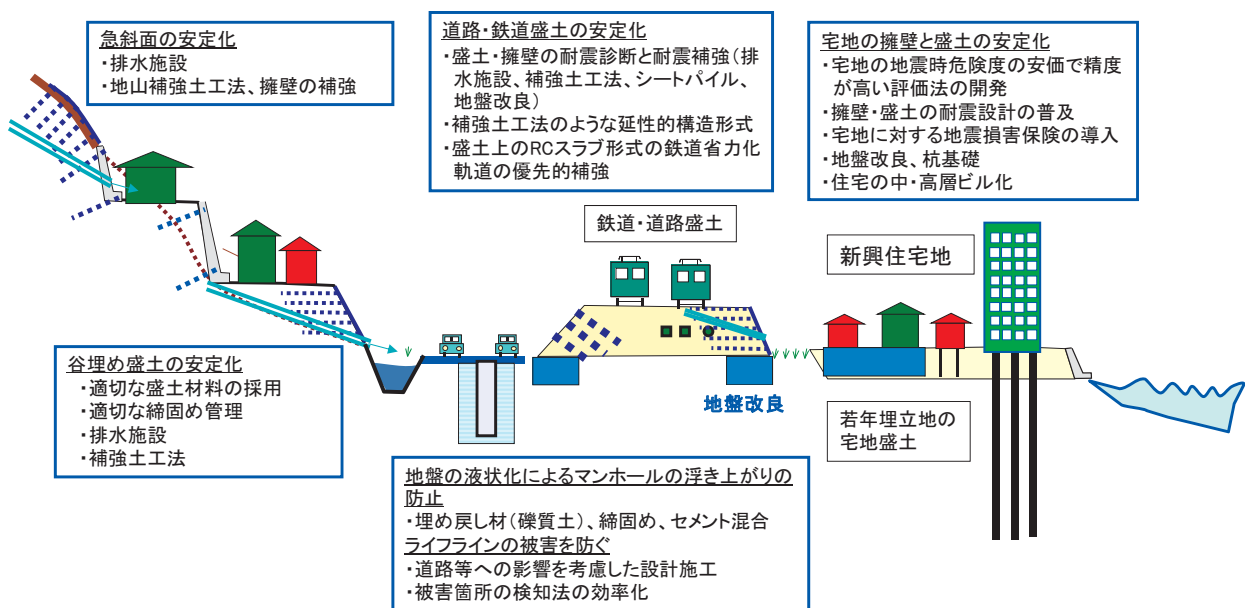 急斜面の安定化
・排水施設
・地山補強土工法、擁壁の補強
道路・鉄道盛土の安定化
・盛土・擁壁の耐震診断と耐震補強(排
水施設、補強土工法、シートパイル、
地盤改良)
・補強土工法のような延性的構造形式
・盛土上のRCスラブ形式の鉄道省力化
軌道の優先的補強
宅地の擁壁と盛土の安定化
・宅地の地震時危険度の安価で精度
が高い評価法の開発
・擁壁・盛土の耐震設計の普及
・宅地に対する地震損害保険の導入
・地盤改良、杭基礎
・住宅の中・高層ビル化
鉄道・道路盛土
新興住宅地
谷埋め盛土の安定化
・適切な盛土材料の採用
・適切な締固め管理
・排水施設
・補強土工法
地盤改良
若年埋立地の
宅地盛土
地盤の液状化によるマンホールの浮き上がりの
防止
・埋め戻し材(礫質土)、締固め、セメント混合
ライフラインの被害を防ぐ
・道路等への影響を考慮した設計施工
・被害箇所の検知法の効率化